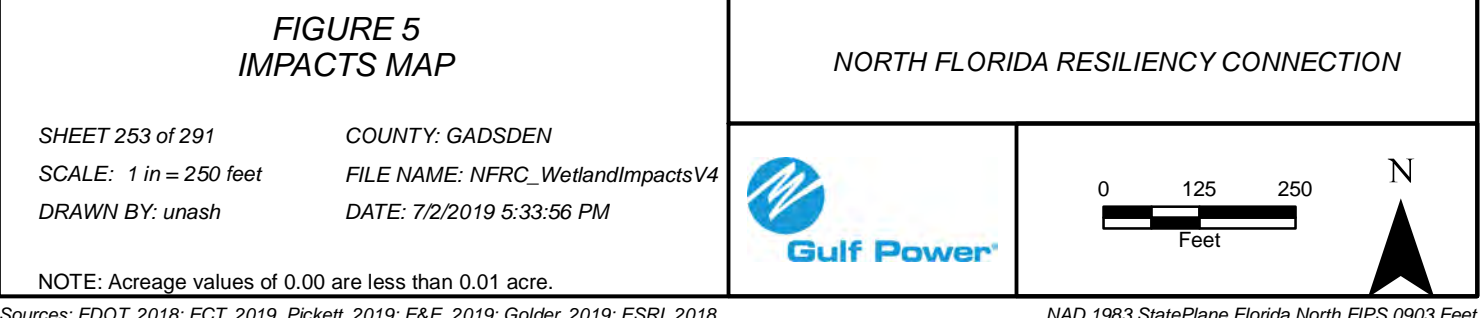 FIGURE 5
IMPACTS MAP
SHEET 253 of 291
COUNTY: GADSDEN
SCALE: 1 in = 250 feet
FILE NAME: NFRC_WetlandImpactsV4
DRAWN BY: unash
DATE: 7/2/2019 5:33:56 PM
NOTE: Acreage values of 0.00 are less than 0.01 acre.
NORTH FLORIDA RESILIENCY CONNECTION
Gulf Power®
0 125 250
Feet
N
Sources: FDOT, 2018; ECT, 2019, Pickett, 2019; E&E, 2019; Golder, 2019; ESRI, 2018
NAD 1983 StatePlane Florida North FIPS 0903 Feet